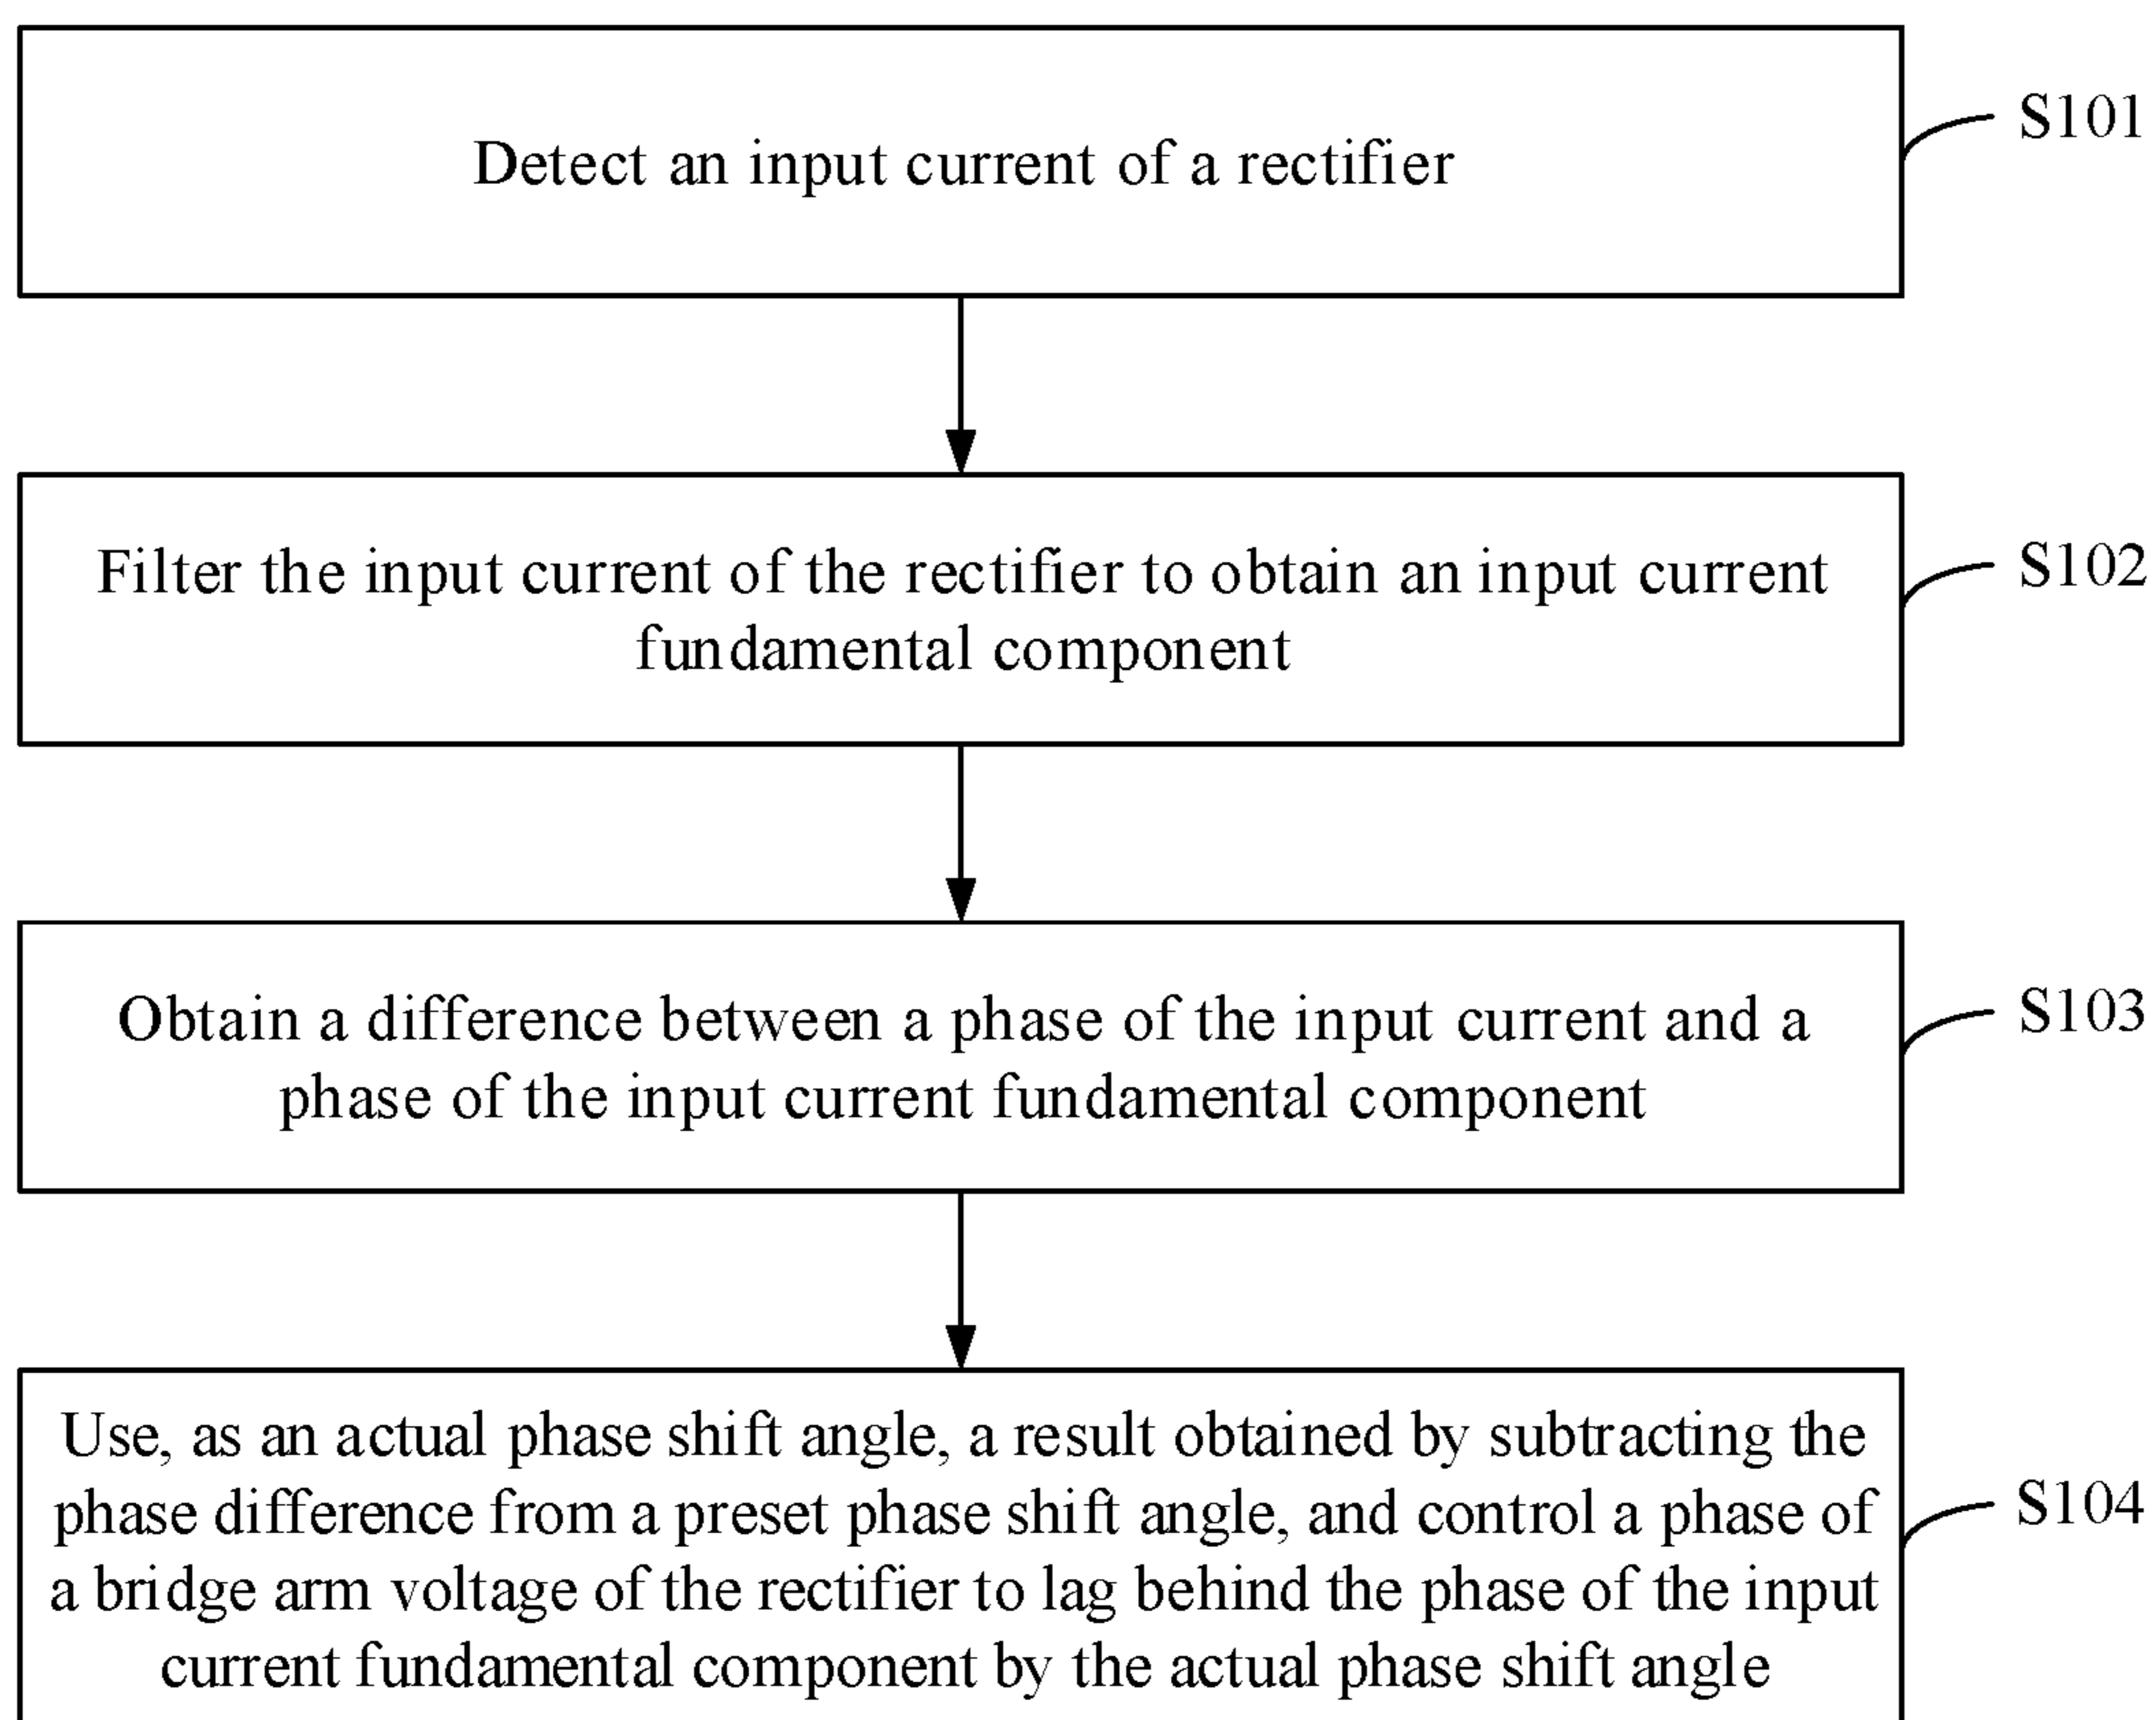 Detect an input current of a rectifier
S101
Filter the input current of the rectifier to obtain an input current
fundamental component
S102
Obtain a difference between a phase of the input current and a
phase of the input current fundamental component
S103
Use, as an actual phase shift angle, a result obtained by subtracting the
phase difference from a preset phase shift angle, and control a phase of
a bridge arm voltage of the rectifier to lag behind the phase of the input
current fundamental component by the actual phase shift angle
S104